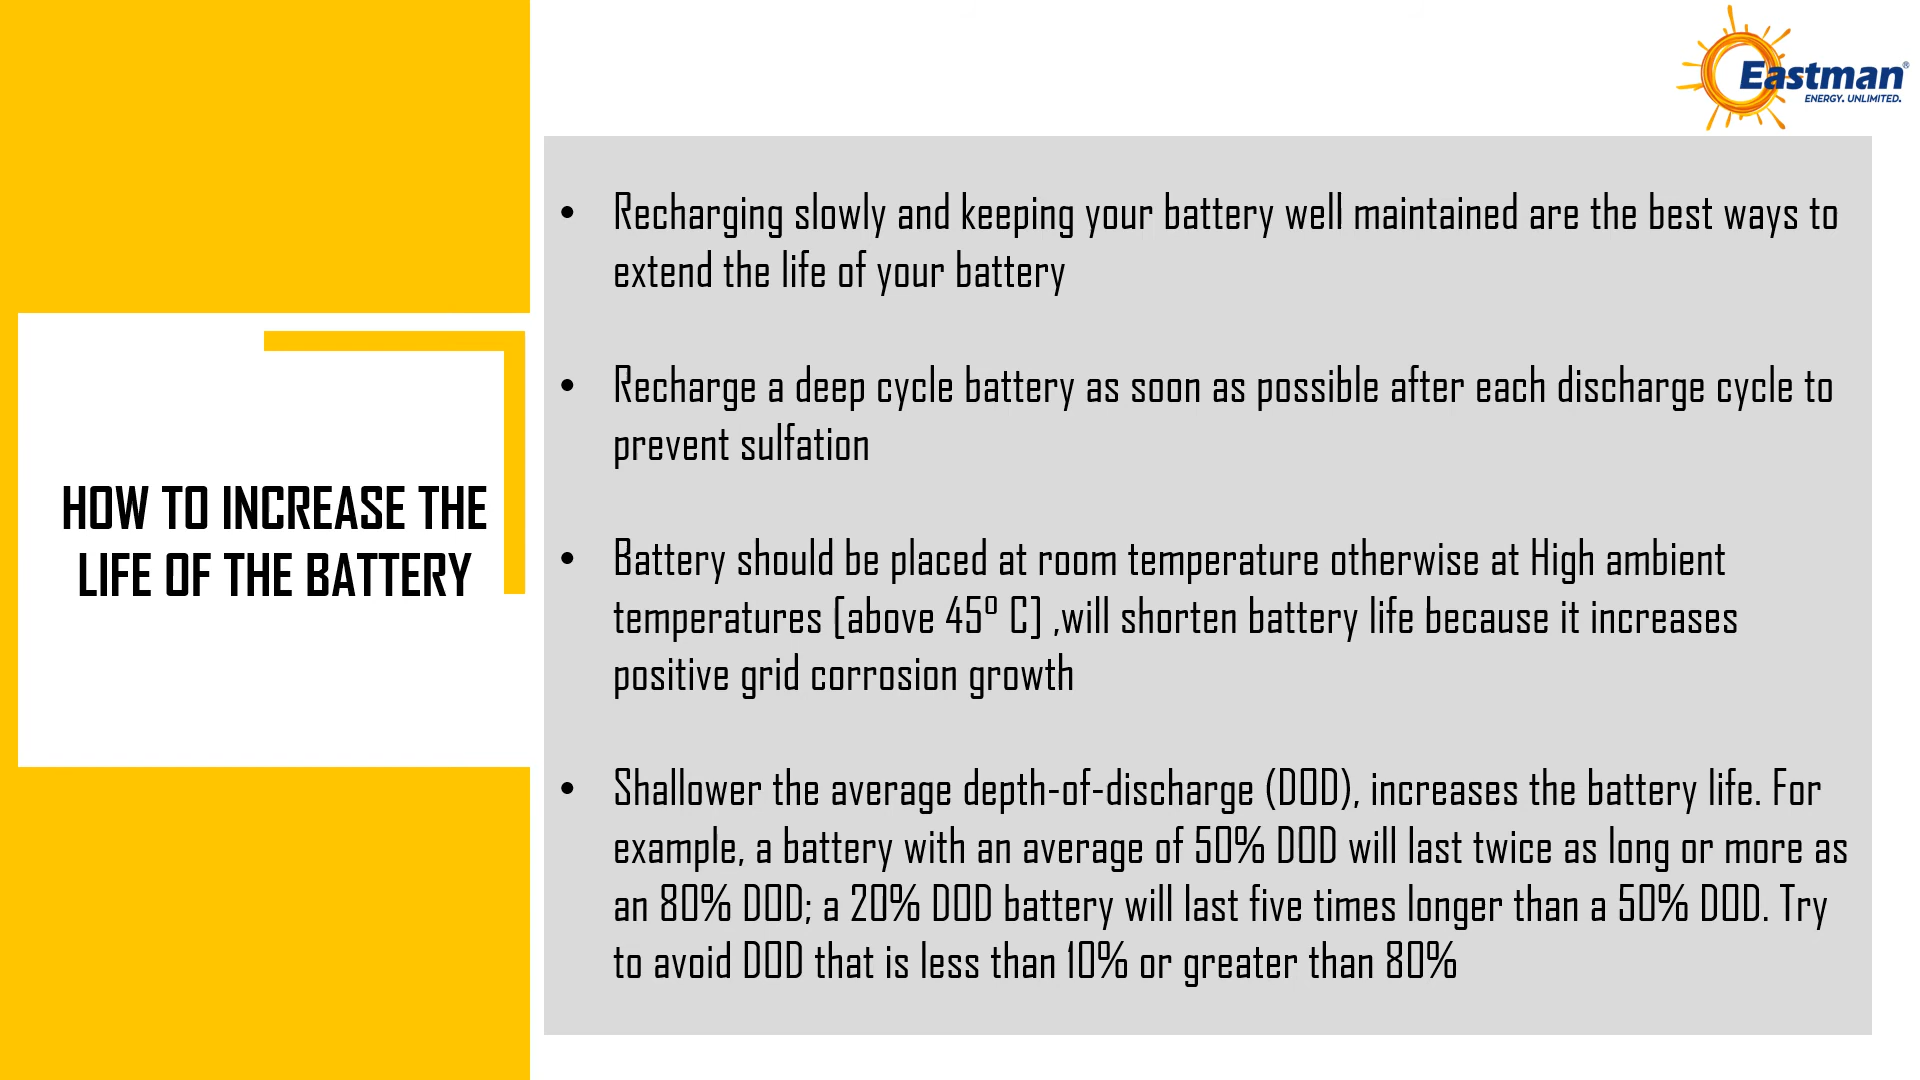 Eastman®
ENERGY. UNLIMITED.
HOW TO INCREASE THE
LIFE OF THE BATTERY
• Recharging slowly and keeping your battery well maintained are the best ways to
extend the life of your battery
• Recharge a deep cycle battery as soon as possible after each discharge cycle to
prevent sulfation
• Battery should be placed at room temperature otherwise at High ambient
temperatures [above 45º C] ,will shorten battery life because it increases
positive grid corrosion growth
• Shallower the average depth-of-discharge (DOD), increases the battery life. For
example, a battery with an average of 50% DOD will last twice as long or more as
an 80% DOD; a 20% DOD battery will last five times longer than a 50% DOD. Try
to avoid DOD that is less than 10% or greater than 80%